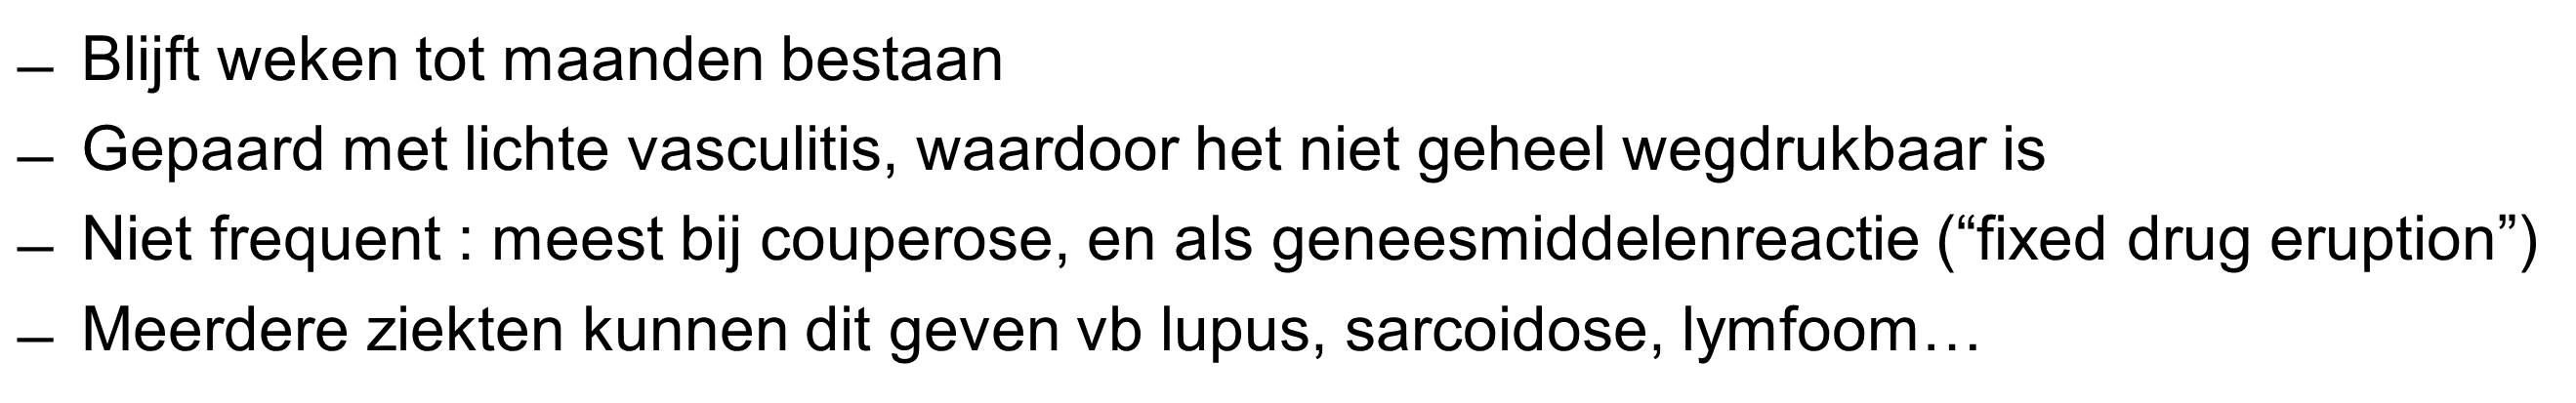 – Blijft weken tot maanden bestaan
– Gepaard met lichte vasculitis, waardoor het niet geheel wegdrukbaar is
– Niet frequent : meest bij couperose, en als geneesmiddelenreactie (“fixed drug eruption”)
– Meerdere ziekten kunnen dit geven vb lupus, sarcoidose, lymfoom…